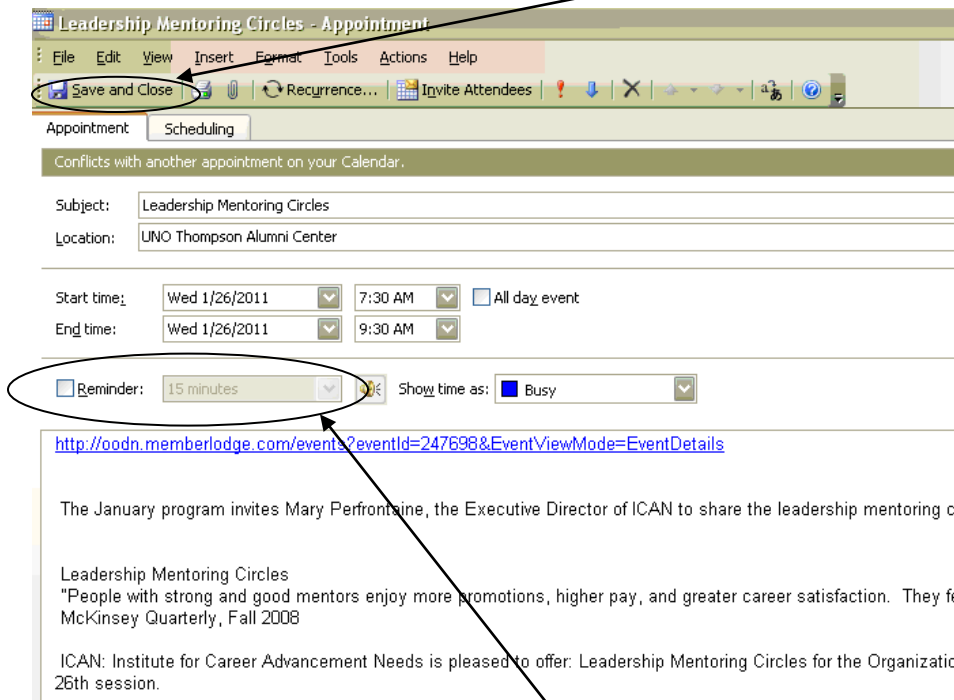 Leadership Mentoring Circles - Appointment
File Edit View Insert Format Tools Actions Help
Save and Close Recurrence... Invite Attendees
Appointment Scheduling
Conflicts with another appointment on your Calendar.
Subject: Leadership Mentoring Circles
Location: UNO Thompson Alumni Center
Start time: Wed 1/26/2011 7:30 AM All day event
End time: Wed 1/26/2011 9:30 AM
Reminder: 15 minutes Show time as: Busy
http://oodn.memberlodge.com/events?eventId=247698&EventViewMode=EventDetails
The January program invites Mary Perfrontaine, the Executive Director of ICAN to share the leadership mentoring c
Leadership Mentoring Circles
"People with strong and good mentors enjoy more promotions, higher pay, and greater career satisfaction. They fe
McKinsey Quarterly, Fall 2008
ICAN: Institute for Career Advancement Needs is pleased to offer: Leadership Mentoring Circles for the Organizatio
26th session.